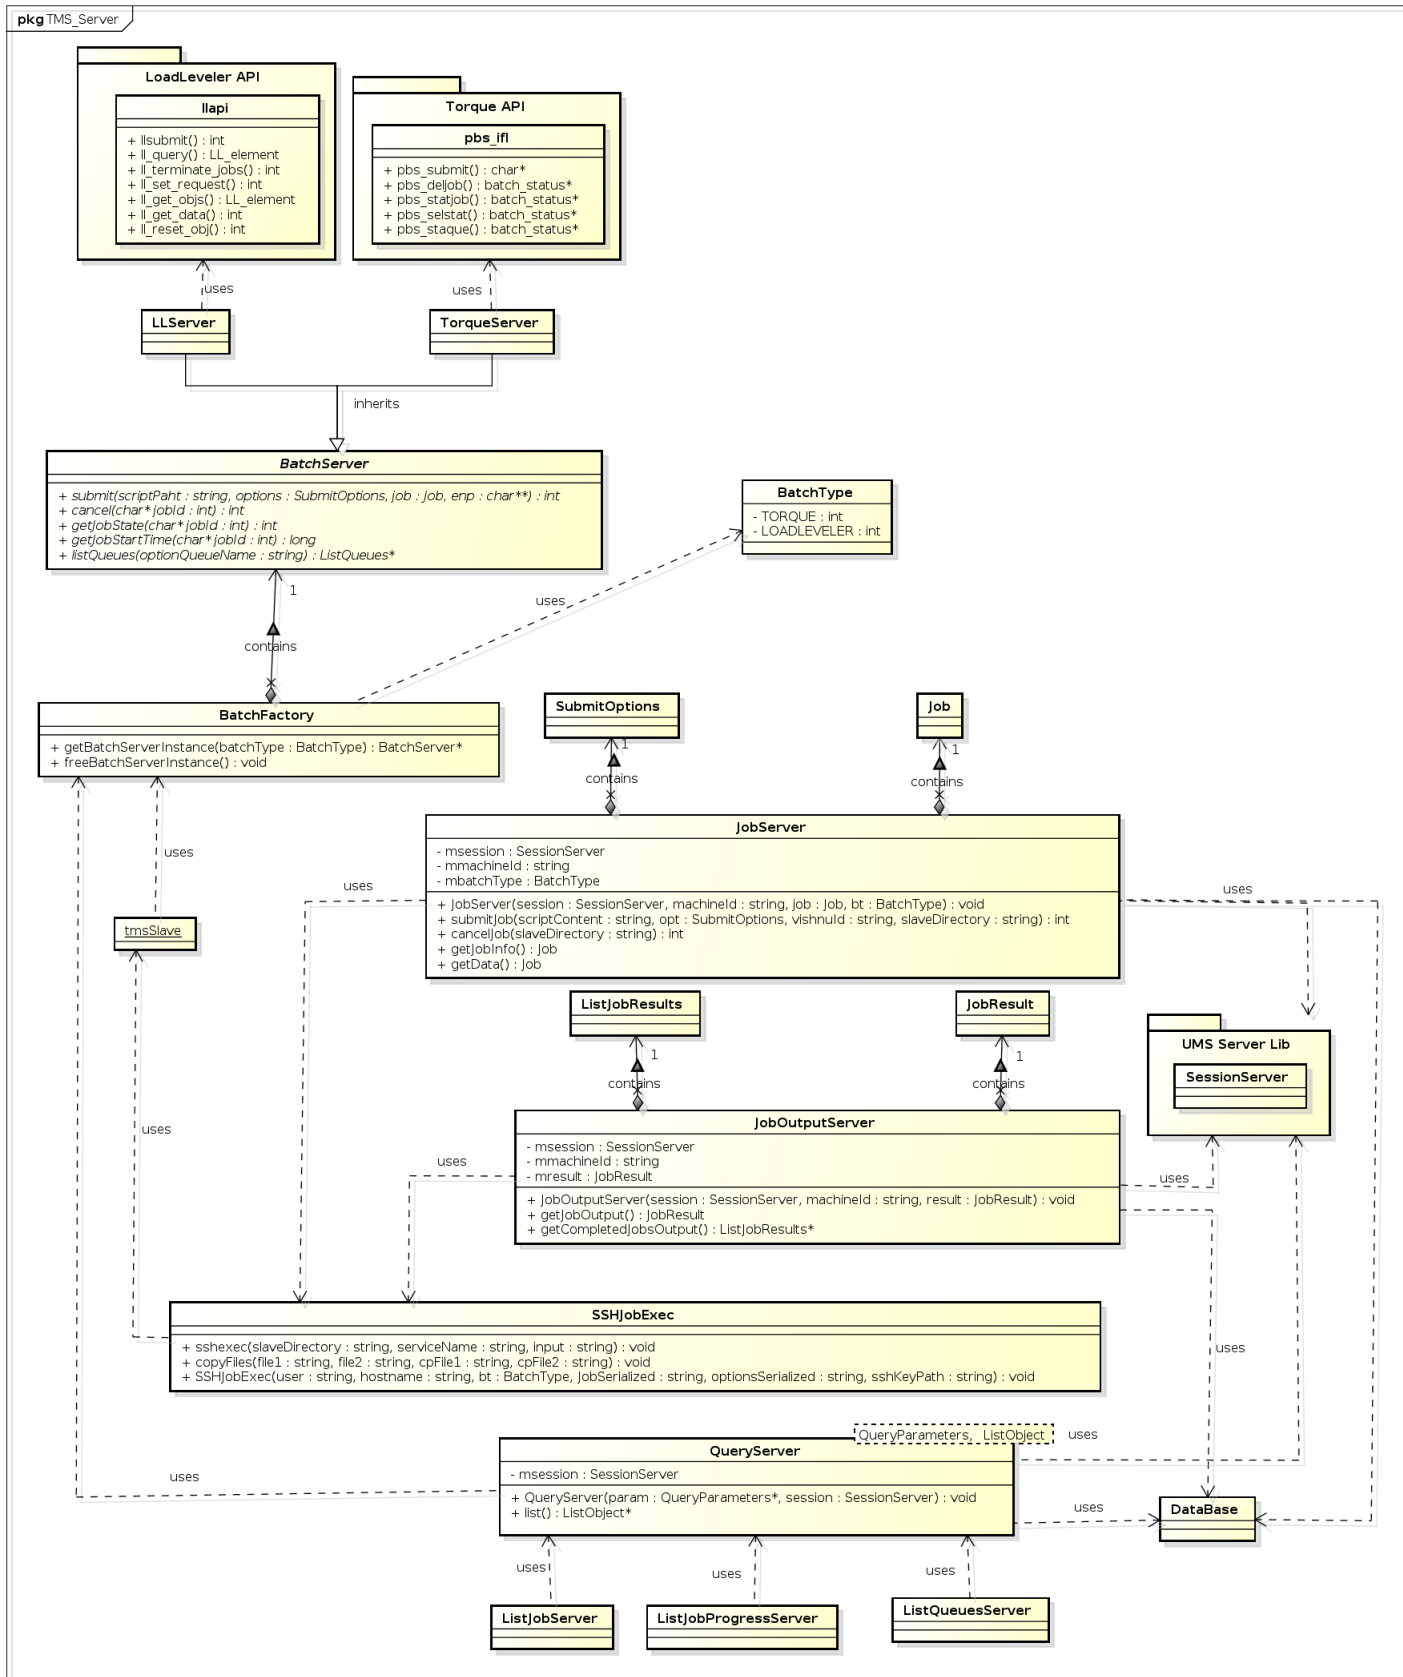 pkg TMS_Server
LoadLeveler API
llapi
+ llsubmit() : int
+ ll_query() : LL_element
+ ll_terminate_jobs() : int
+ ll_set_request() : int
+ ll_get_objs() : LL_element
+ ll_get_data() : int
+ ll_reset_obj() : int
Torque API
pbs_ifl
+ pbs_submit() : char*
+ pbs_deljob() : batch_status*
+ pbs_statjob() : batch_status*
+ pbs_selstat() : batch_status*
+ pbs_staque() : batch_status*
uses
uses
LLServer
TorqueServer
inherits
BatchServer
+ submit(scriptPaht : string, options : SubmitOptions, job : Job, enp : char**) : int
+ cancel(char* jobId : int) : int
+ getJobState(char* jobId : int) : int
+ getJobStartTime(char* jobId : int) : long
+ listQueues(optionQueueName : string) : ListQueues*
BatchType
- TORQUE : int
- LOADLEVELER : int
1
uses
contains
BatchFactory
+ getBatchServerInstance(batchType : BatchType) : BatchServer*
+ freeBatchServerInstance() : void
SubmitOptions
Job
1
1
contains
contains
uses
JobServer
- msession : SessionServer
- mmachineId : string
- mbatchType : BatchType
+ JobServer(session : SessionServer, machineId : string, job : Job, bt : BatchType) : void
+ submitJob(scriptContent : string, opt : SubmitOptions, vishnuId : string, slaveDirectory : string) : int
+ cancelJob(slaveDirectory : string) : int
+ getJobInfo() : Job
+ getData() : Job
uses
uses
tmsSlave
ListJobResults
JobResult
1
1
contains
contains
UMS Server Lib
SessionServer
uses
JobOutputServer
- msession : SessionServer
- mmachineId : string
- mresult : JobResult
+ JobOutputServer(session : SessionServer, machineId : string, result : JobResult) : void
+ getJobOutput() : JobResult
+ getCompletedJobsOutput() : ListJobResults*
uses
uses
SSHJobExec
+ sshexec(slaveDirectory : string, serviceName : string, input : string) : void
+ copyFiles(file1 : string, file2 : string, cpFile1 : string, cpFile2 : string) : void
+ SSHJobExec(user : string, hostname : string, bt : BatchType, JobSerialized : string, optionsSerialized : string, sshKeyPath : string) : void
uses
QueryParameters, ListObject
uses
QueryServer
- msession : SessionServer
+ QueryServer(param : QueryParameters*, session : SessionServer) : void
+ list() : ListObject*
uses
uses
DataBase
uses
uses
uses
ListJobServer
ListJobProgressServer
ListQueuesServer